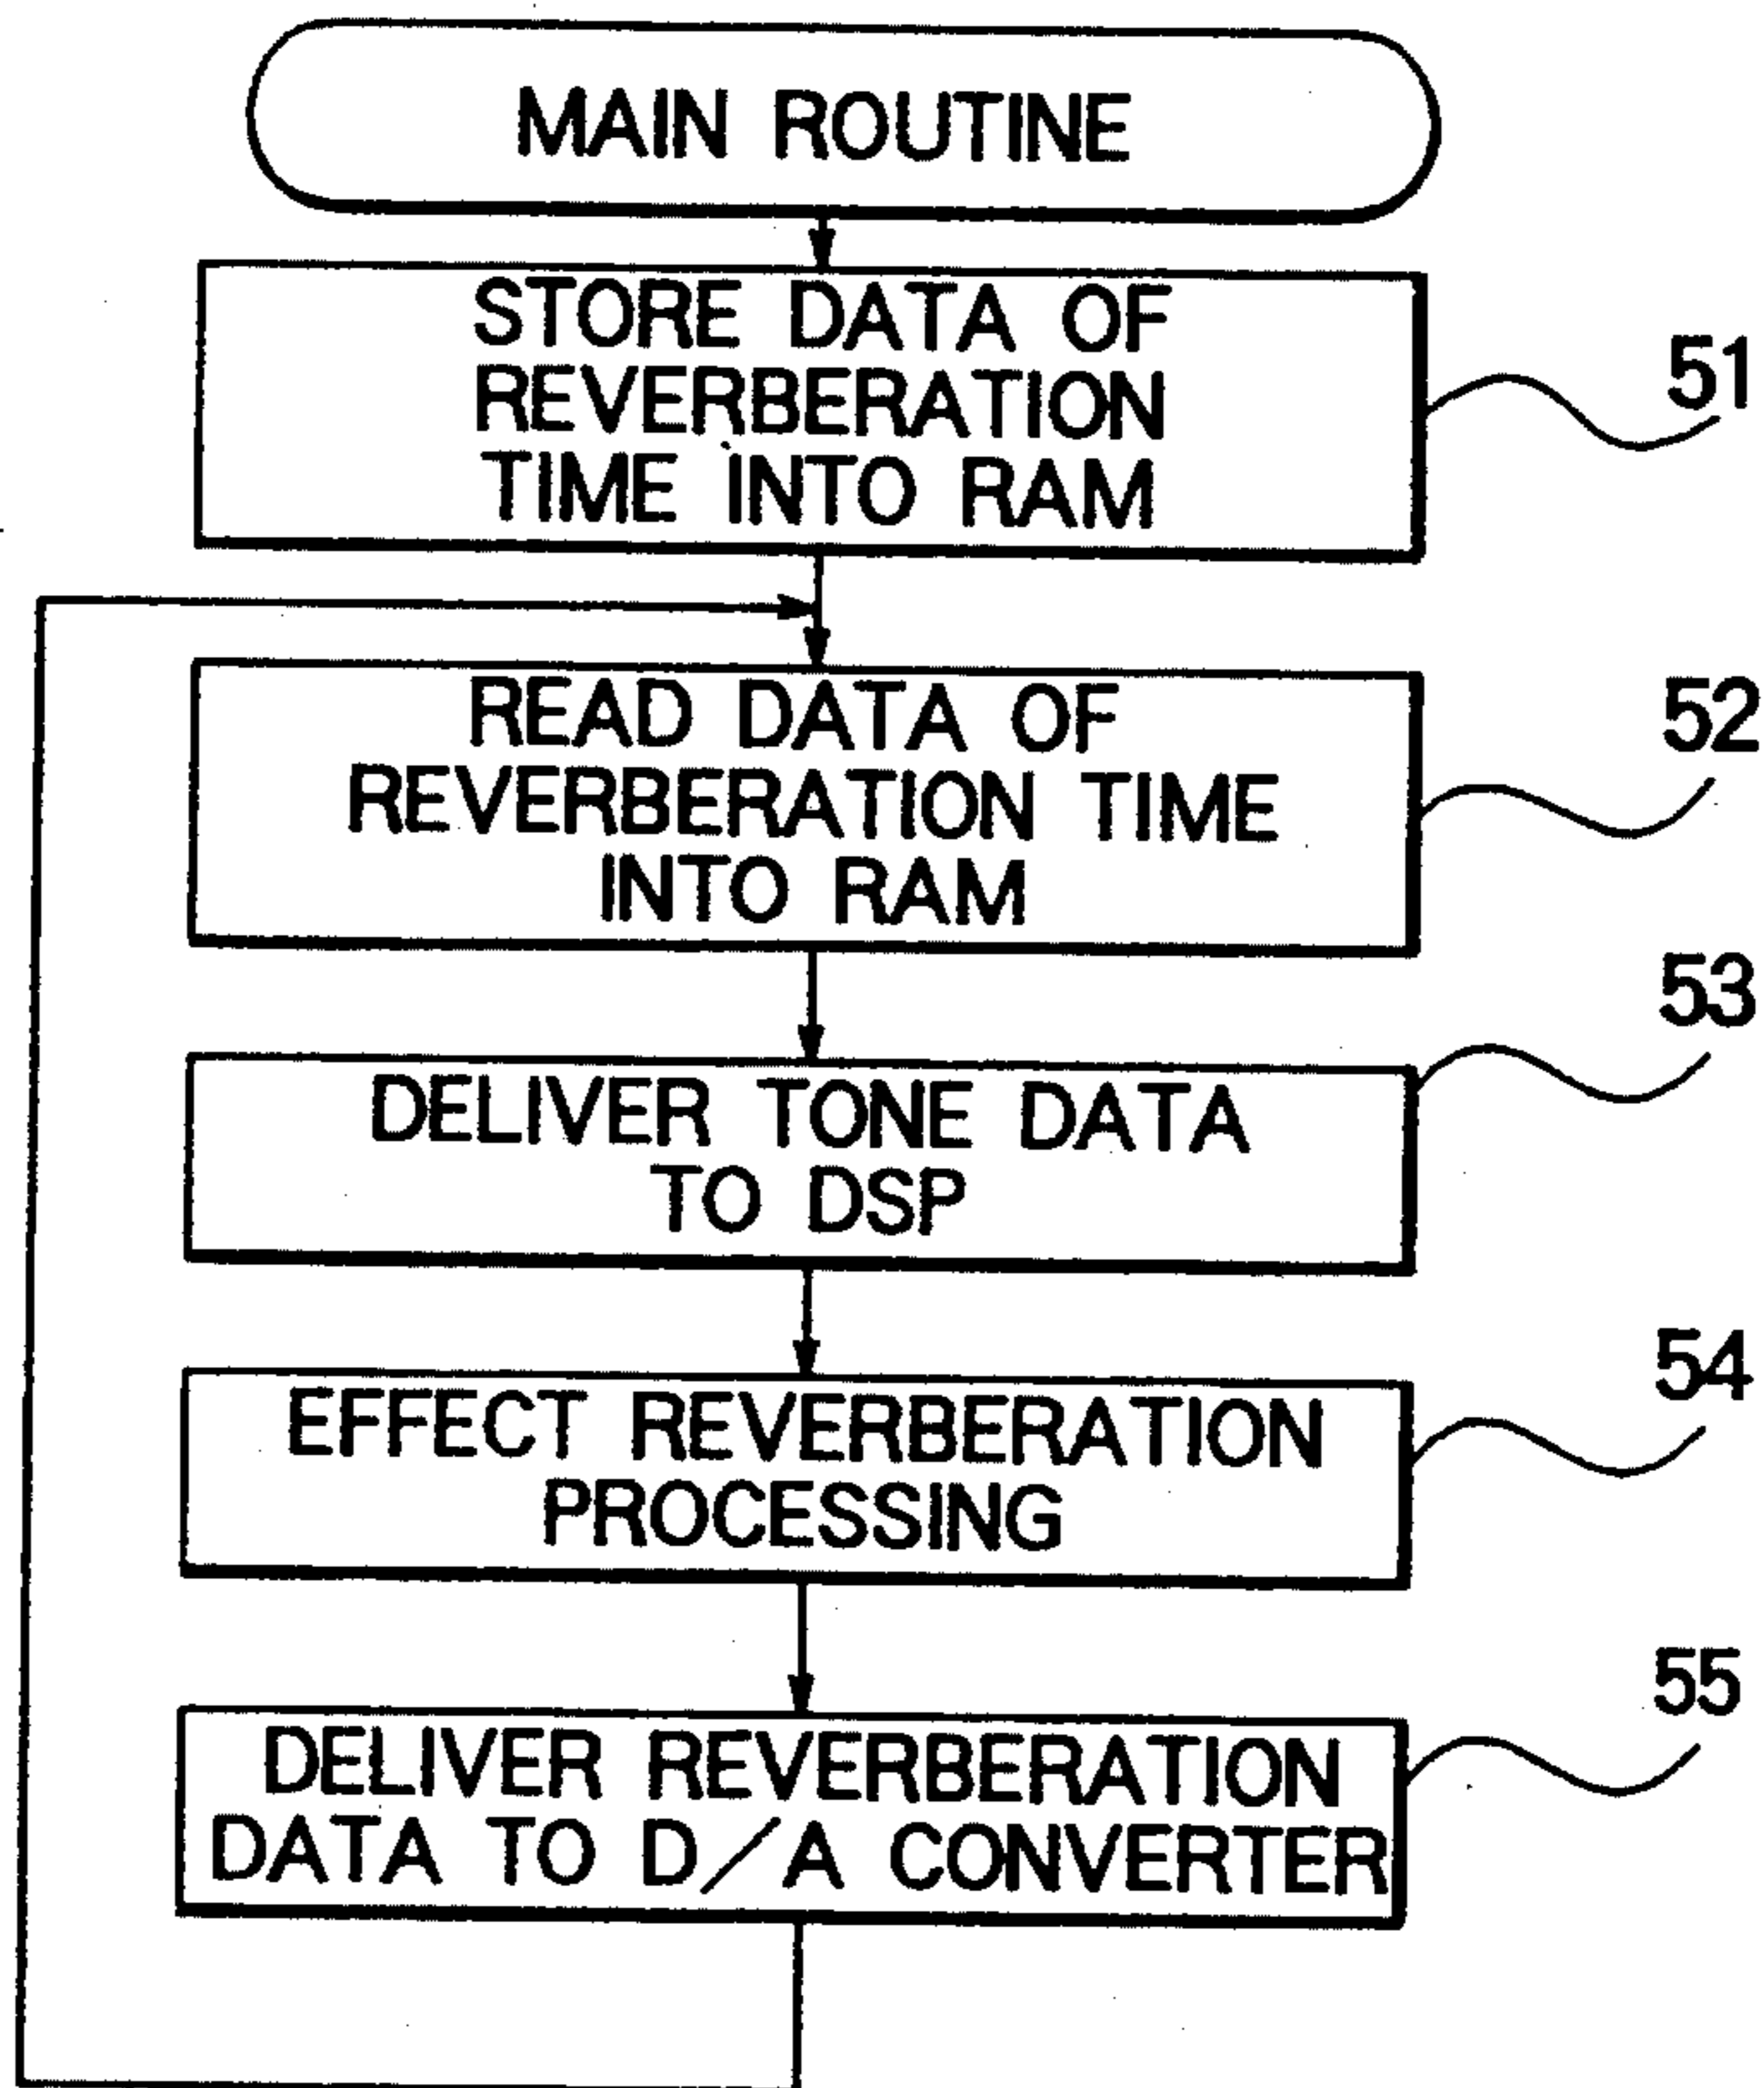 MAIN ROUTINE
STORE DATA OF
REVERBERATION
TIME INTO RAM
51
READ DATA OF
REVERBERATION TIME
INTO RAM
52
DELIVER TONE DATA
TO DSP
53
EFFECT REVERBERATION
PROCESSING
54
DELIVER REVERBERATION
DATA TO D/A CONVERTER
55